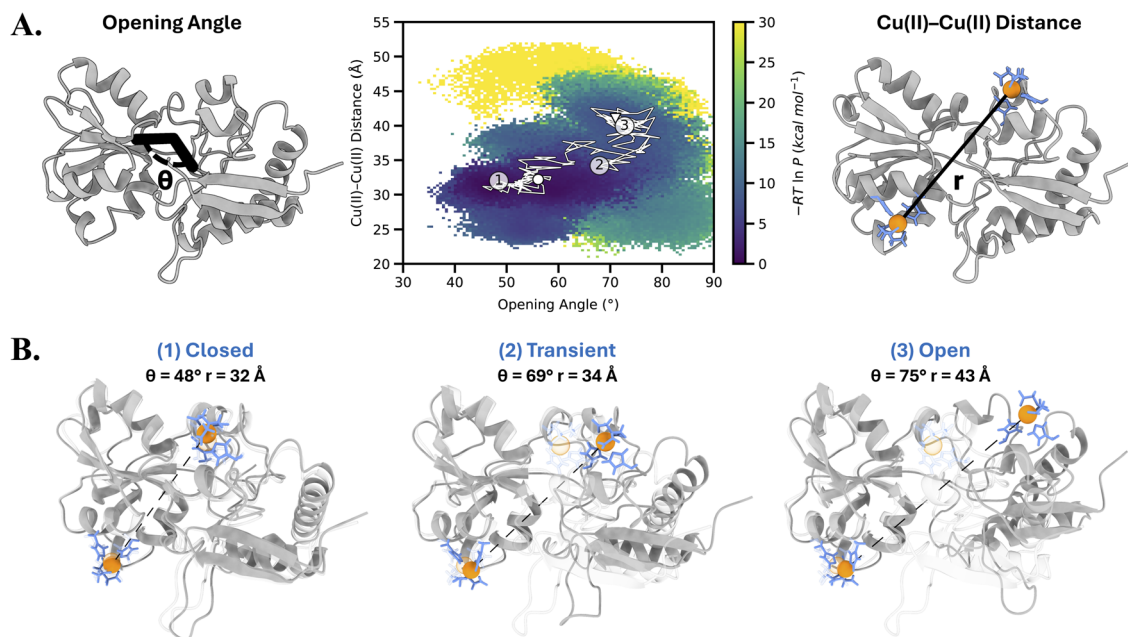 A.
Opening Angle
θ
Cu(II)–Cu(II) Distance (Å)
55
50
45
40
35
30
25
20
30 40 50 60 70 80 90
Opening Angle (°)
1
2
3
30
25
20
15
10
5
0
−RT ln P (kcal mol⁻¹)
Cu(II)–Cu(II) Distance
r
B.
(1) Closed
θ = 48° r = 32 Å
(2) Transient
θ = 69° r = 34 Å
(3) Open
θ = 75° r = 43 Å